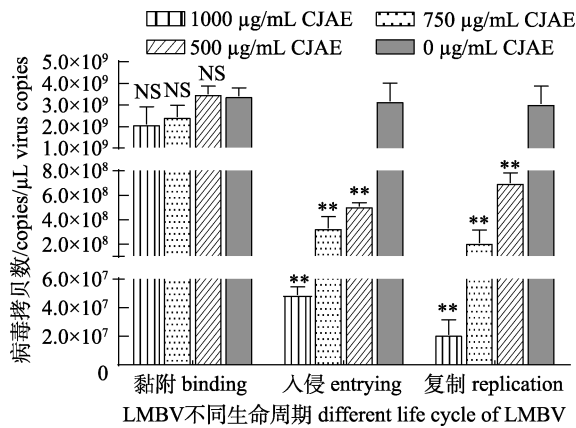 1000 μg/mL CJAE 750 μg/mL CJAE
500 μg/mL CJAE 0 μg/mL CJAE
病毒拷贝数/copies/μL virus copies
5.0×10⁹
4.0×10⁹
3.0×10⁹
2.0×10⁹
1.0×10⁹
8.0×10⁸
6.0×10⁸
4.0×10⁸
2.0×10⁸
6.0×10⁷
4.0×10⁷
2.0×10⁷
0
NS NS NS
** ** **
** ** **
黏附 binding 入侵 entrying 复制 replication
LMBV不同生命周期 different life cycle of LMBV